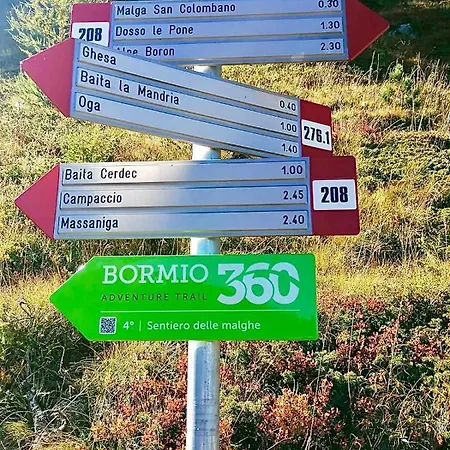 Malga San Colombano 0.30
208
Dosso le Pone 1.30
Alpe Boron 2.30
Ghesa 0.40
Baita la Mandria 1.00
Oga 1.30
276.1
Baita Cerdec 1.00
Campaccio 2.45
208
Massaniga 2.40
BORMIO 360
ADVENTURE TRAIL
4° | Sentiero delle malghe